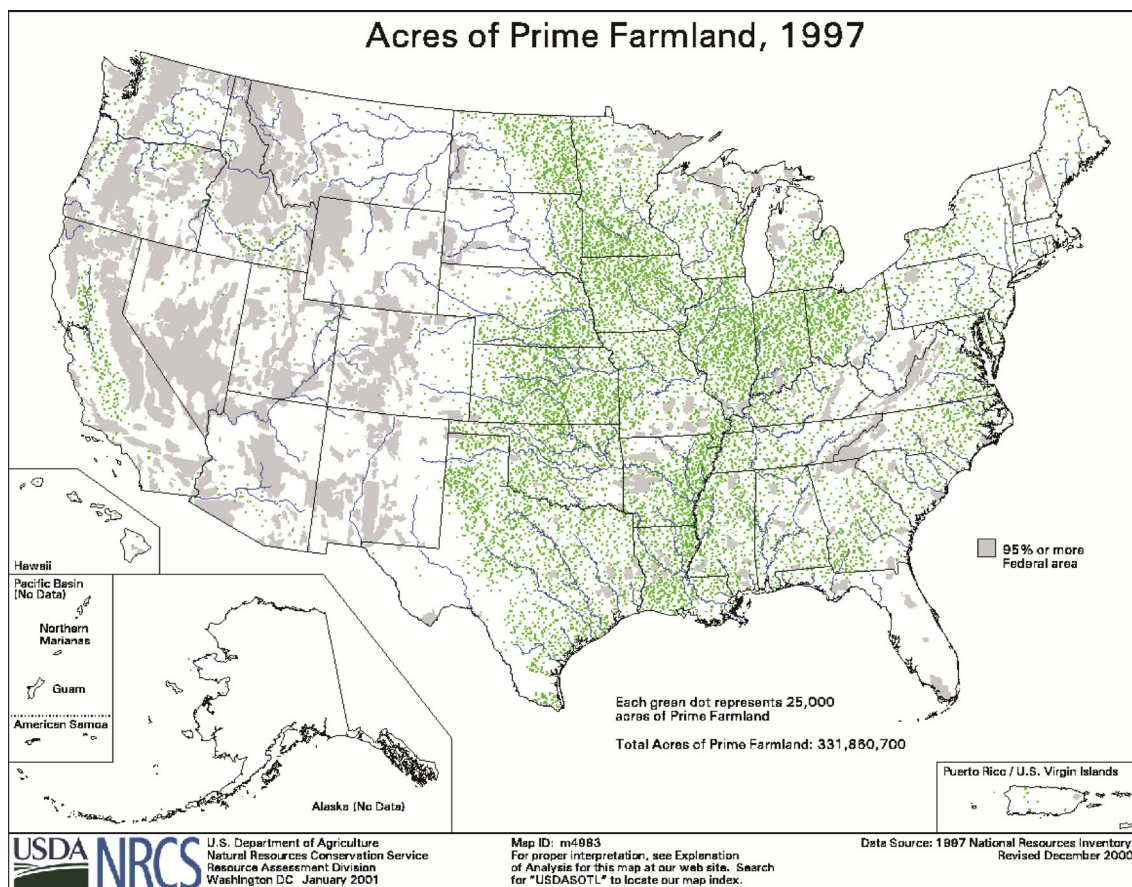 Acres of Prime Farmland, 1997
95% or more
Federal area
Hawaii
Pacific Basin
(No Data)
Northern
Marianas
Guam
American Samoa
Alaska (No Data)
Each green dot represents 25,000
acres of Prime Farmland
Total Acres of Prime Farmland: 331,860,700
Puerto Rico / U.S. Virgin Islands
USDA
NRCS
U.S. Department of Agriculture
Natural Resources Conservation Service
Resource Assessment Division
Washington DC January 2001
Map ID: m4983
For proper interpretation, see Explanation
of Analysis for this map at our web site. Search
for "USDASOTL" to locate our map index.
Data Source: 1997 National Resources Inventory
Revised December 2000